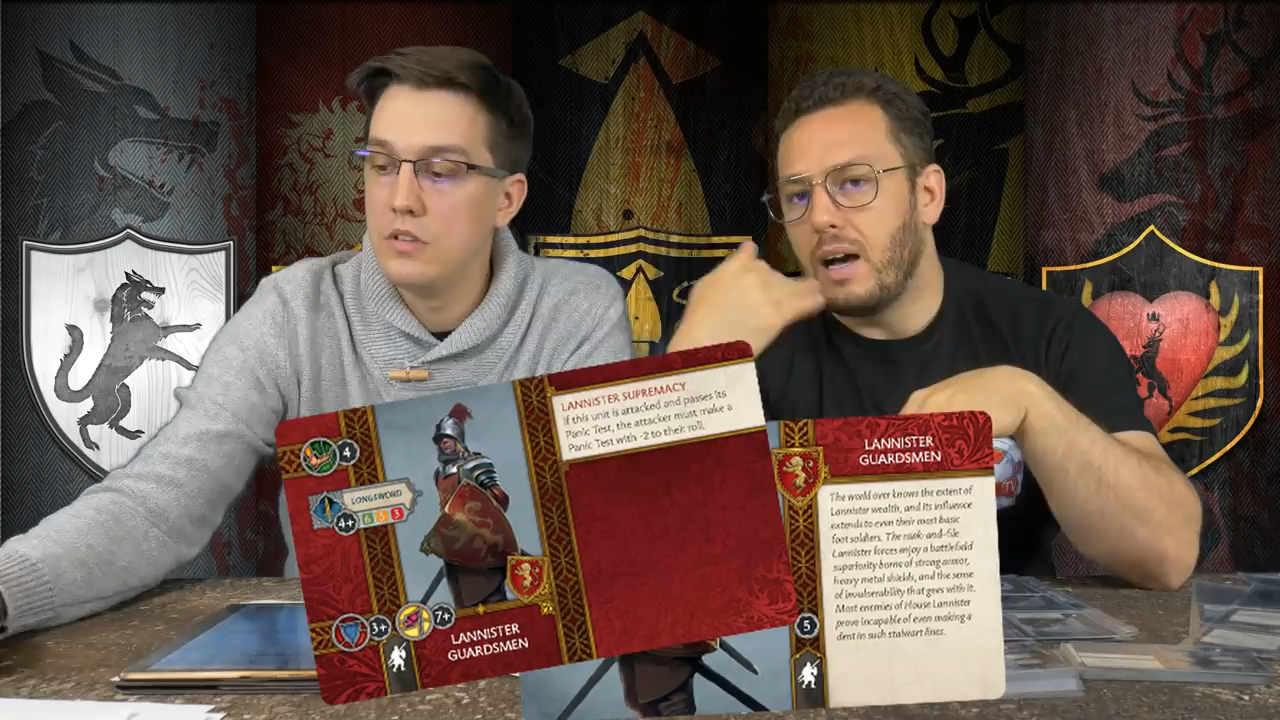 4
LONGSWORD
4+ 6 5 3
3+
7+
LANNISTER
GUARDSMEN
LANNISTER SUPREMACY
If this unit is attacked and passes its
Panic Test, the attacker must make a
Panic Test with -2 to their roll.
LANNISTER
GUARDSMEN
The world over knows the extent of
Lannister wealth, and its influence
extends to even their most basic
foot soldiers. The rank-and-file
Lannister forces enjoy a battlefield
superiority borne of strong armor,
heavy metal shields, and the sense
of invulnerability that goes with it.
Most enemies of House Lannister
prove incapable of even making a
dent in such stalwart lines.
5